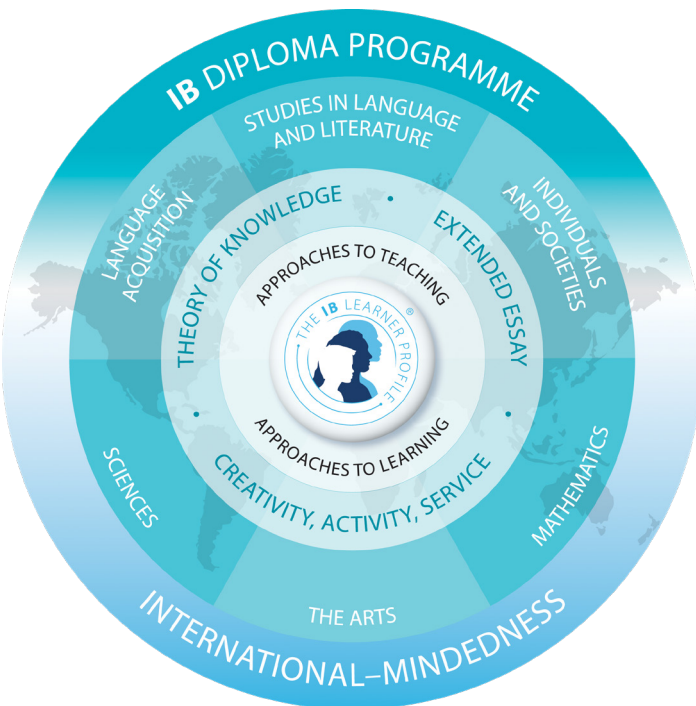 IB DIPLOMA PROGRAMME
STUDIES IN LANGUAGE
AND LITERATURE
LANGUAGE
ACQUISITION
INDIVIDUALS
AND SOCIETIES
THEORY OF KNOWLEDGE
EXTENDED ESSAY
APPROACHES TO TEACHING
THE IB LEARNER PROFILE
®
APPROACHES TO LEARNING
CREATIVITY, ACTIVITY, SERVICE
SCIENCES
MATHEMATICS
THE ARTS
INTERNATIONAL–MINDEDNESS